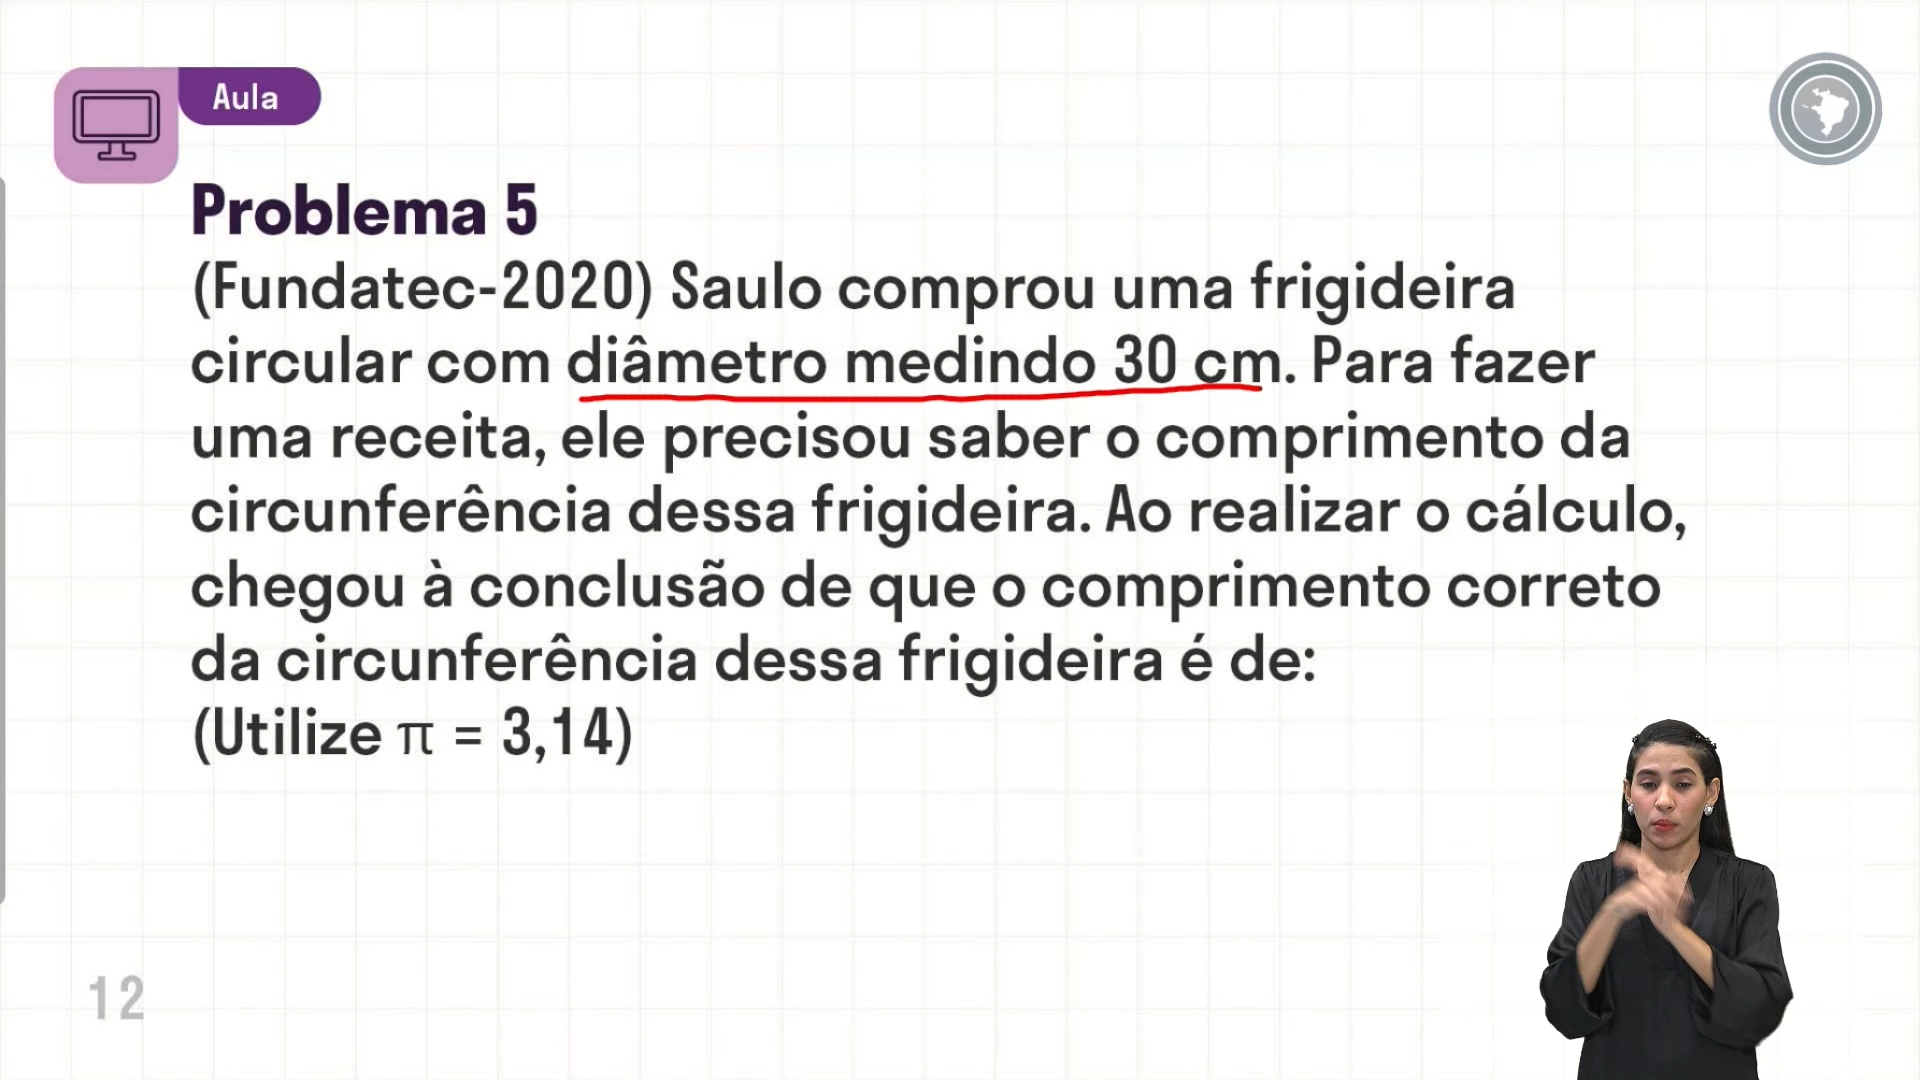 Aula
Problema 5
(Fundatec-2020) Saulo comprou uma frigideira
circular com diâmetro medindo 30 cm. Para fazer
uma receita, ele precisou saber o comprimento da
circunferência dessa frigideira. Ao realizar o cálculo,
chegou à conclusão de que o comprimento correto
da circunferência dessa frigideira é de:
(Utilize π = 3,14)
12